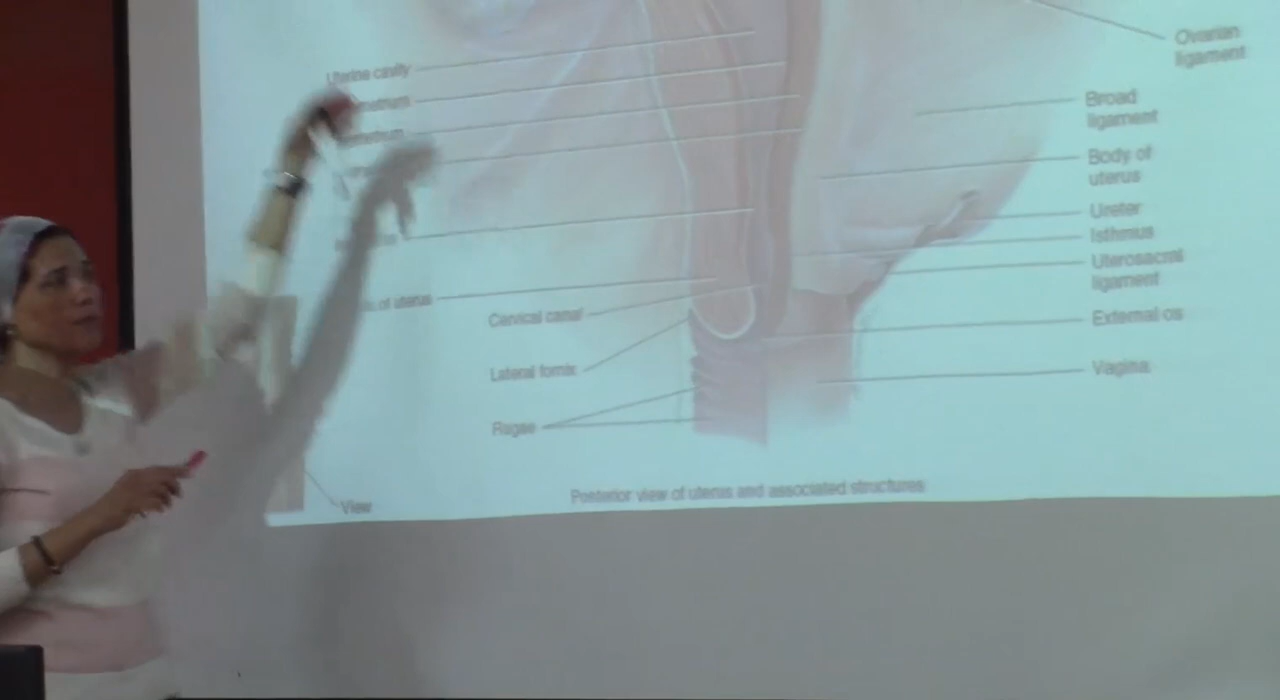 Uterine cavity
Ovarian
ligament
Broad
ligament
Body of
uterus
Ureter
Isthmus
Uterosacral
ligament
of uterus
Cervical canal
External os
Lateral fornix
Vagina
Rugae
View
Posterior view of uterus and associated structures